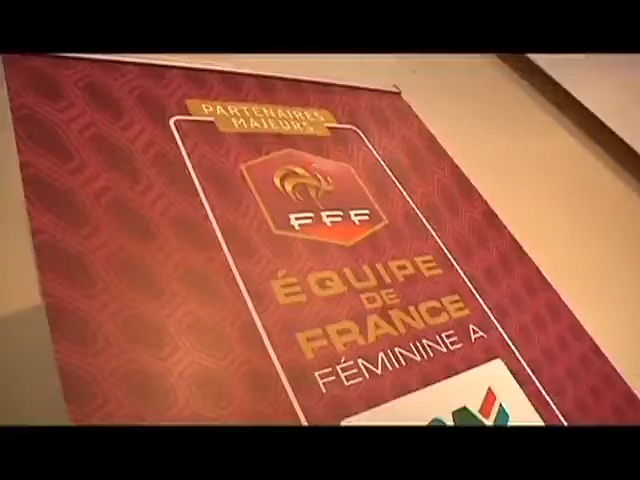 PARTENAIRES
MAJEURS
FFF
ÉQUIPE
DE
FRANCE
FÉMININE A